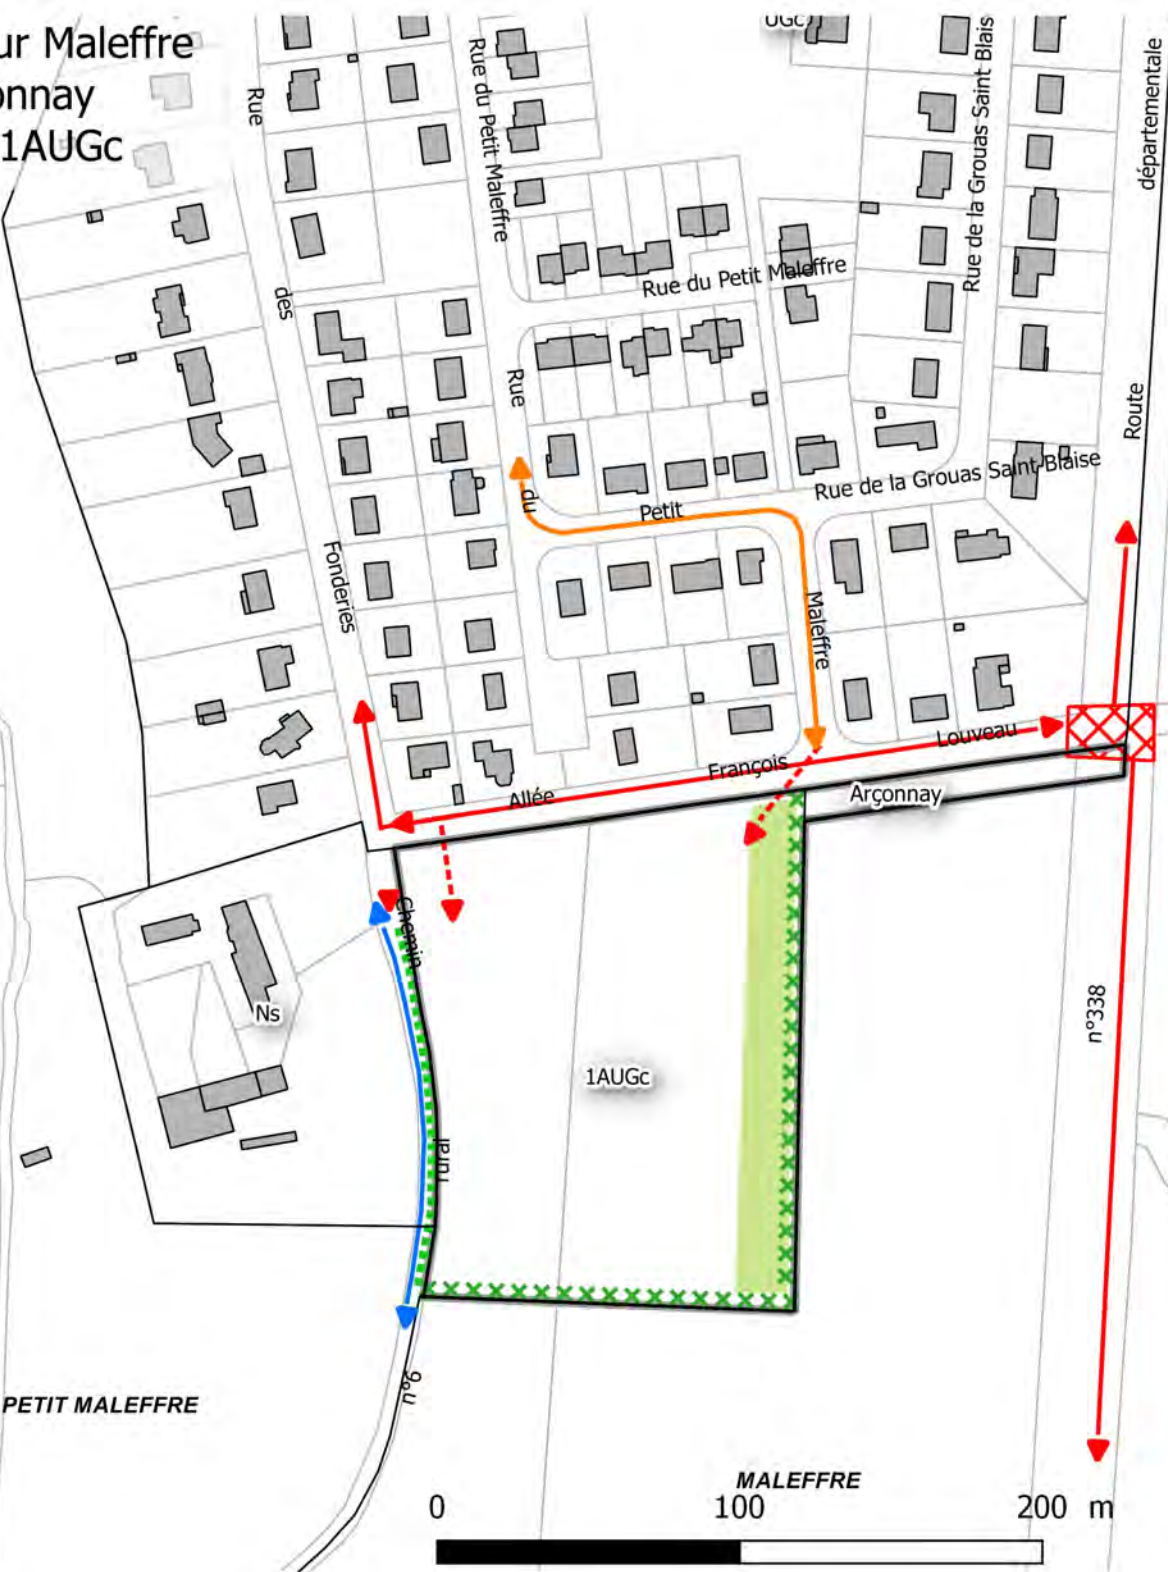 ur Maleffre
onnay
1AUGc
UGc
Rue
Rue du Petit Maleffre
Rue de la Grouas Saint Blais
départementale
des
Rue du Petit Maleffre
Rue
Route
Rue de la Grouas Saint Blaise
du
Petit
Fonderies
Maleffre
Louveau
François
Allée
Arçonnay
Chemin
Ns
n°338
1AUGc
rural
n°6
PETIT MALEFFRE
MALEFFRE
0 100 200 m